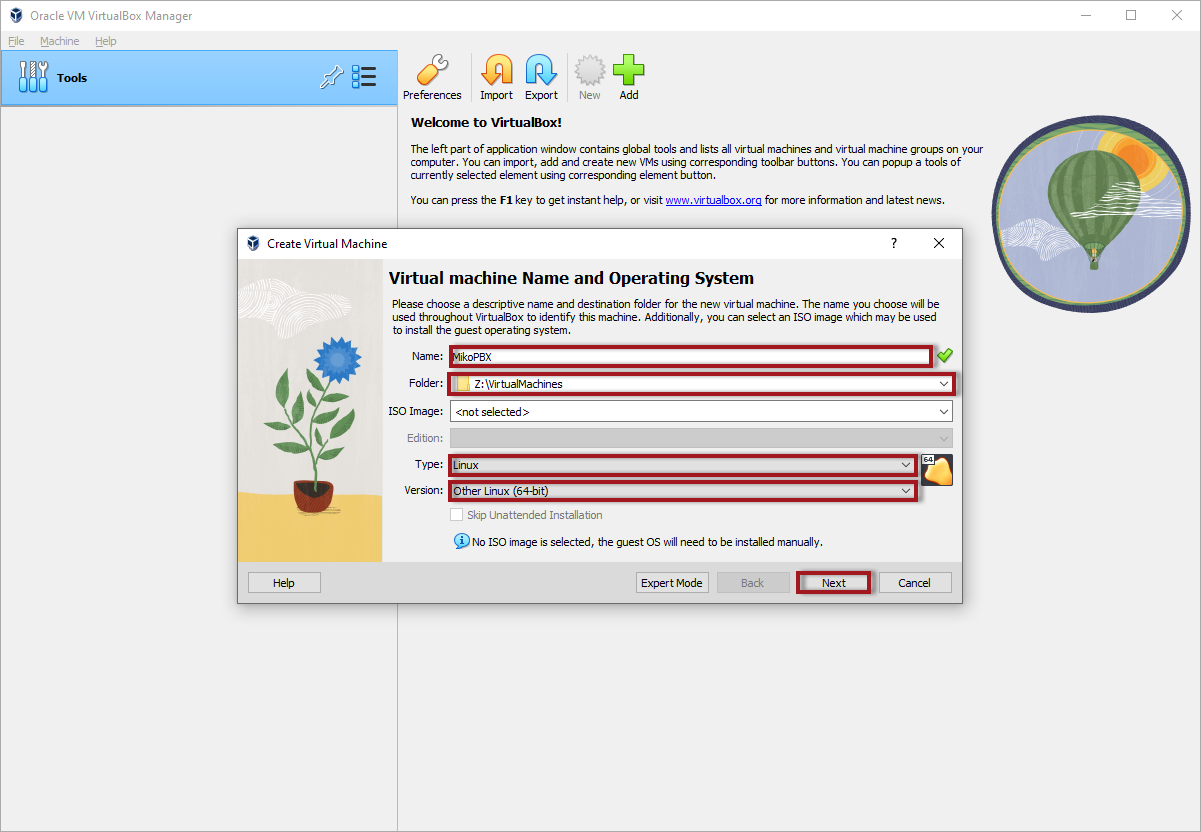 Oracle VM VirtualBox Manager
File Machine Help
Tools
Preferences Import Export New Add
Welcome to VirtualBox!
The left part of application window contains global tools and lists all virtual machines and virtual machine groups on your
computer. You can import, add and create new VMs using corresponding toolbar buttons. You can popup a tools of
currently selected element using corresponding element button.
You can press the F1 key to get instant help, or visit www.virtualbox.org for more information and latest news.
Create Virtual Machine ?
Virtual machine Name and Operating System
Please choose a descriptive name and destination folder for the new virtual machine. The name you choose will be
used throughout VirtualBox to identify this machine. Additionally, you can select an ISO image which may be used
to install the guest operating system.
Name: MikoPBX
Folder: Z:\VirtualMachines
ISO Image: <not selected>
Edition:
Type: Linux 64
Version: Other Linux (64-bit)
Skip Unattended Installation
No ISO image is selected, the guest OS will need to be installed manually.
Help Expert Mode Back Next Cancel